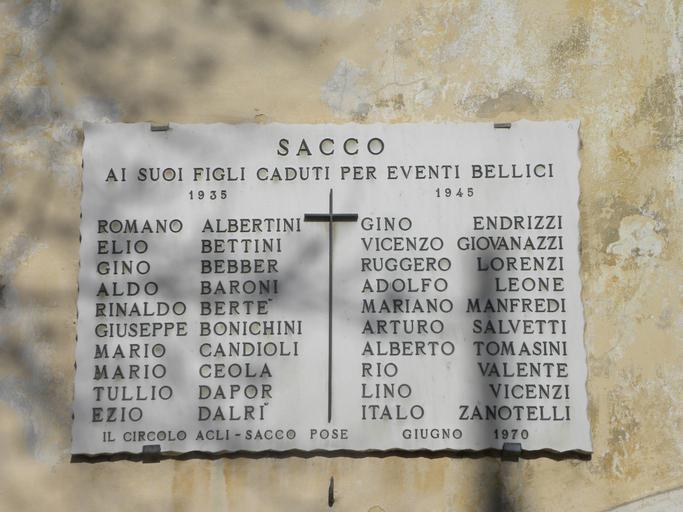 SACCO
AI SUOI FIGLI CADUTI PER EVENTI BELLICI
1935 1945
ROMANO ALBERTINI
ELIO BETTINI
GINO BEBBER
ALDO BARONI
RINALDO BERTE'
GIUSEPPE BONICHINI
MARIO CANDIOLI
MARIO CEOLA
TULLIO DAPOR
EZIO DALRI'
GINO ENDRIZZI
VICENZO GIOVANAZZI
RUGGERO LORENZI
ADOLFO LEONE
MARIANO MANFREDI
ARTURO SALVETTI
ALBERTO TOMASINI
RIO VALENTE
LINO VICENZI
ITALO ZANOTELLI
IL CIRCOLO ACLI-SACCO POSE GIUGNO 1970